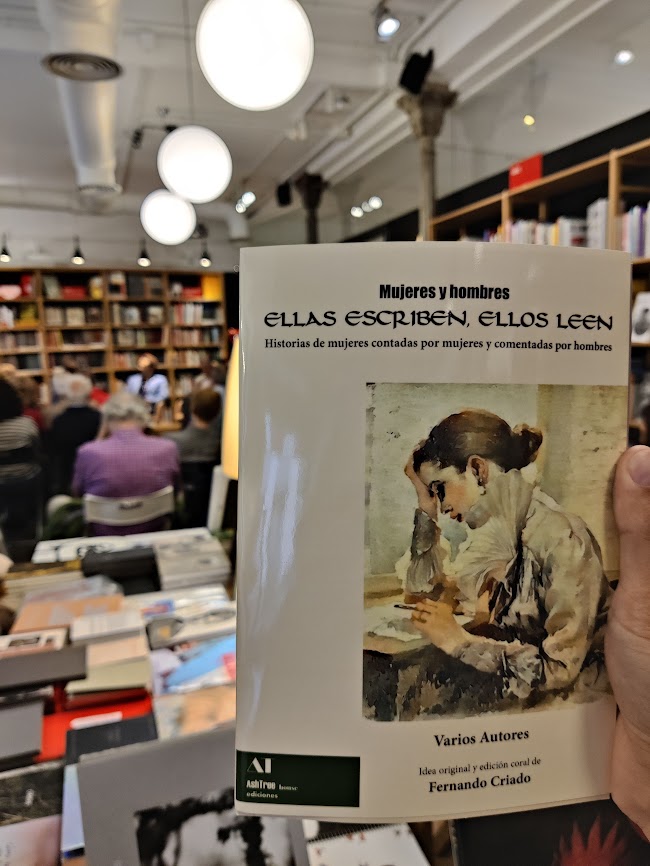 Mujeres y hombres
ELLAS ESCRIBEN, ELLOS LEEN
Historias de mujeres contadas por mujeres y comentadas por hombres
Varios Autores
Idea original y edición coral de
Fernando Criado
AshTree
ediciones